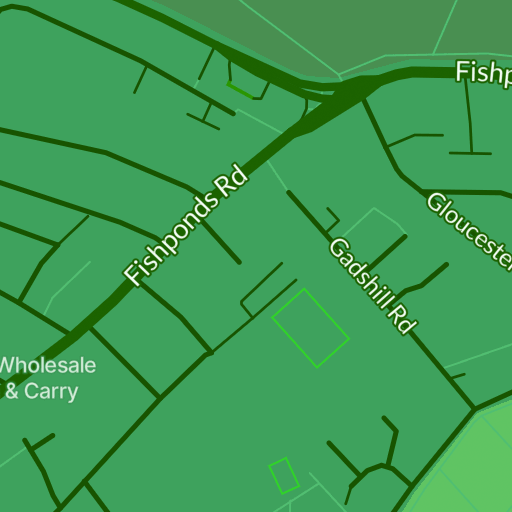 Fishp
Fishponds Rd
Gloucester
Gadshill Rd
Wholesale
& Carry